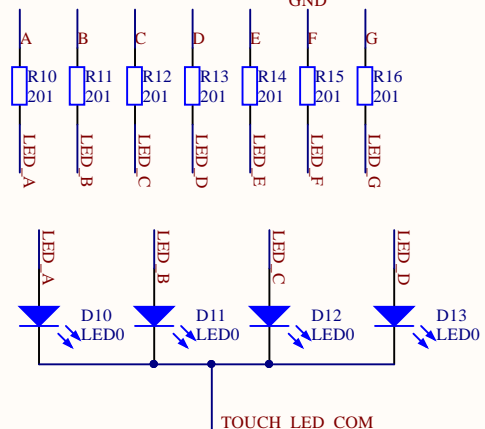 GND
A B C D E F G
R10 R11 R12 R13 R14 R15 R16
201 201 201 201 201 201 201
LED_A LED_B LED_C LED_D LED_E LED_F LED_G
LED_A LED_B LED_C LED_D
D10 D11 D12 D13
LED0 LED0 LED0 LED0
TOUCH_LED_COM